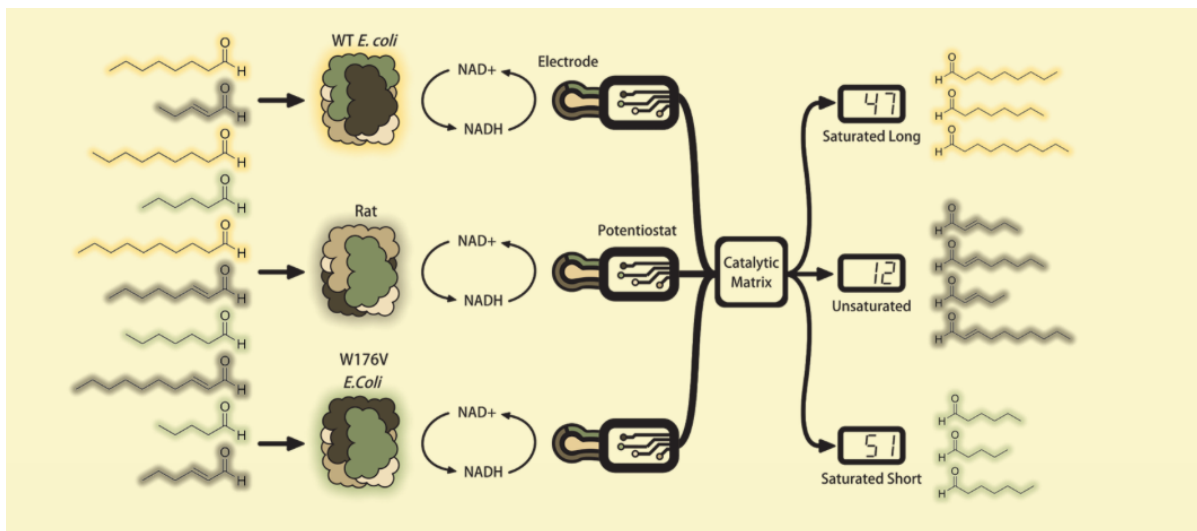 O
H
O
H
O
H
O
H
O
H
O
H
O
H
O
H
O
H
O
H
WT E. coli
NAD+
NADH
Electrode
Rat
NAD+
NADH
Potentiostat
W176V
E.Coli
NAD+
NADH
Catalytic
Matrix
47
Saturated Long
12
Unsaturated
51
Saturated Short
O
H
O
H
O
H
O
H
O
H
O
H
O
H
O
H
O
H
O
H